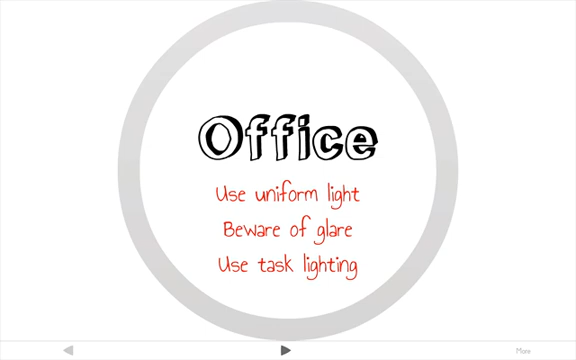 Office
Use uniform light
Beware of glare
Use task lighting
More